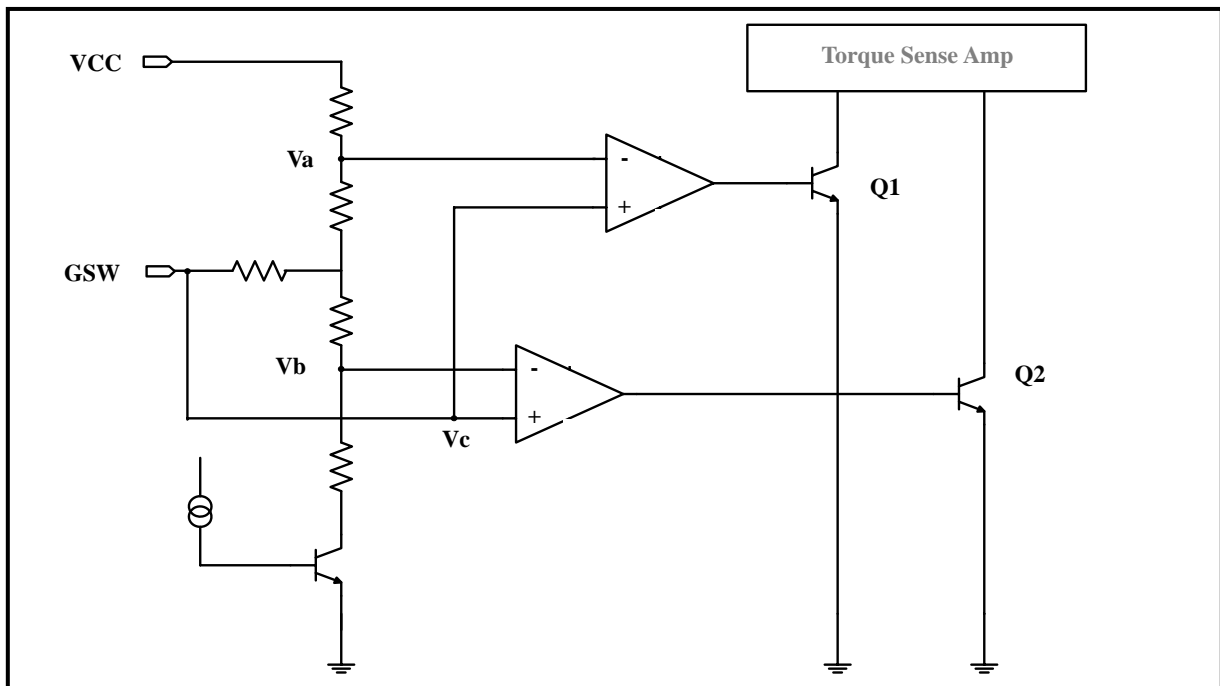 Torque Sense Amp
VCC
Va
-
+
Q1
GSW
Vb
-
+
Vc
Q2